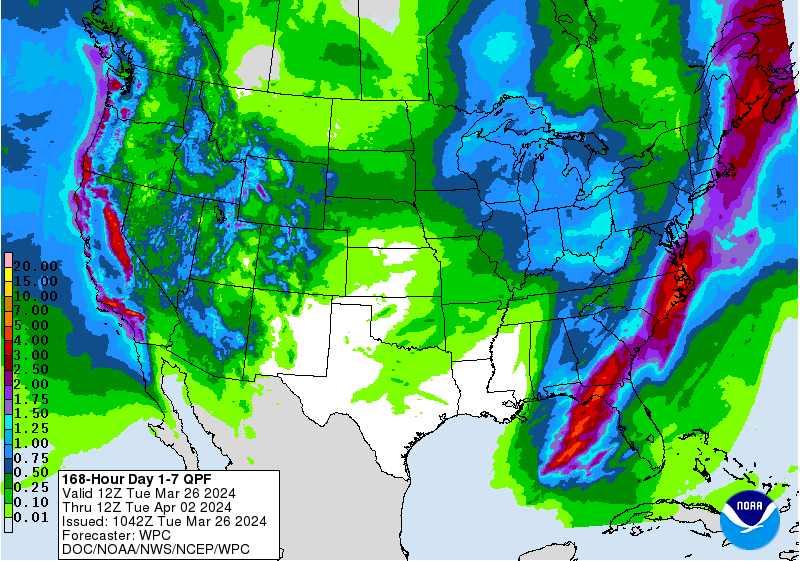 20.00
15.00
10.00
7.00
5.00
4.00
3.00
2.50
2.00
1.75
1.50
1.25
1.00
0.75
0.50
0.25
0.10
0.01
168-Hour Day 1-7 QPF
Valid 12Z Tue Mar 26 2024
Thru 12Z Tue Apr 02 2024
Issued: 1042Z Tue Mar 26 2024
Forecaster: WPC
DOC/NOAA/NWS/NCEP/WPC
NOAA